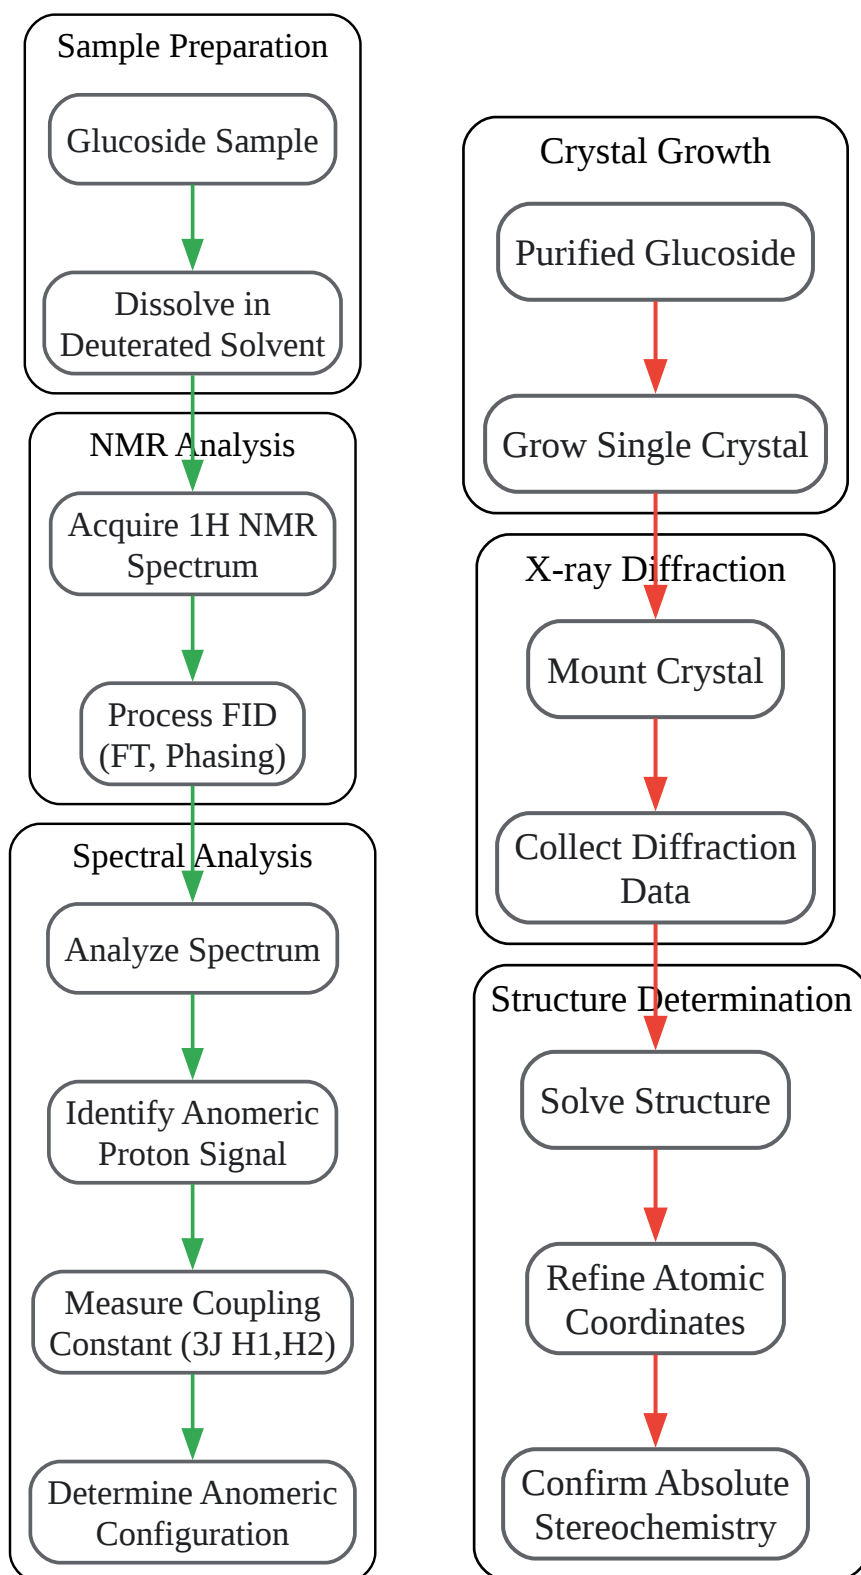 Sample Preparation
Glucoside Sample
Dissolve in
Deuterated Solvent
NMR Analysis
Acquire 1H NMR
Spectrum
Process FID
(FT, Phasing)
Spectral Analysis
Analyze Spectrum
Identify Anomeric
Proton Signal
Measure Coupling
Constant (3J H1,H2)
Determine Anomeric
Configuration
Crystal Growth
Purified Glucoside
Grow Single Crystal
X-ray Diffraction
Mount Crystal
Collect Diffraction
Data
Structure Determination
Solve Structure
Refine Atomic
Coordinates
Confirm Absolute
Stereochemistry